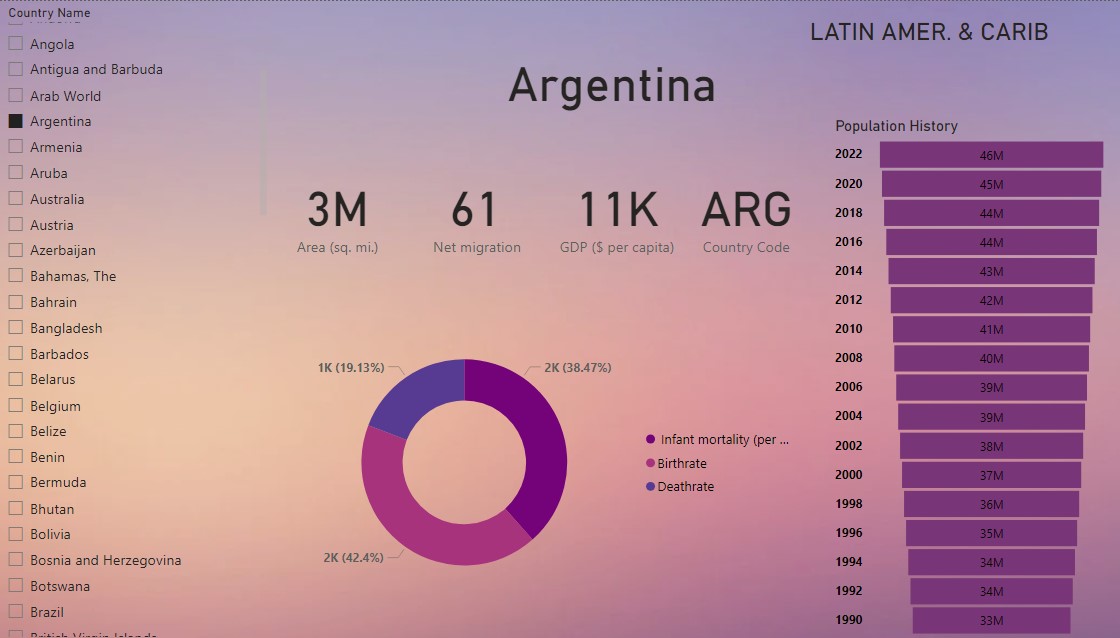 Country Name
Angola
Antigua and Barbuda
Arab World
Argentina
Armenia
Aruba
Australia
Austria
Azerbaijan
Bahamas, The
Bahrain
Bangladesh
Barbados
Belarus
Belgium
Belize
Benin
Bermuda
Bhutan
Bolivia
Bosnia and Herzegovina
Botswana
Brazil
LATIN AMER. & CARIB
Argentina
3M
Area (sq. mi.)
61
Net migration
11K
GDP ($ per capita)
ARG
Country Code
1K (19.13%)
2K (38.47%)
2K (42.4%)
Infant mortality (per ...
Birthrate
Deathrate
Population History
2022 46M
2020 45M
2018 44M
2016 44M
2014 43M
2012 42M
2010 41M
2008 40M
2006 39M
2004 39M
2002 38M
2000 37M
1998 36M
1996 35M
1994 34M
1992 34M
1990 33M